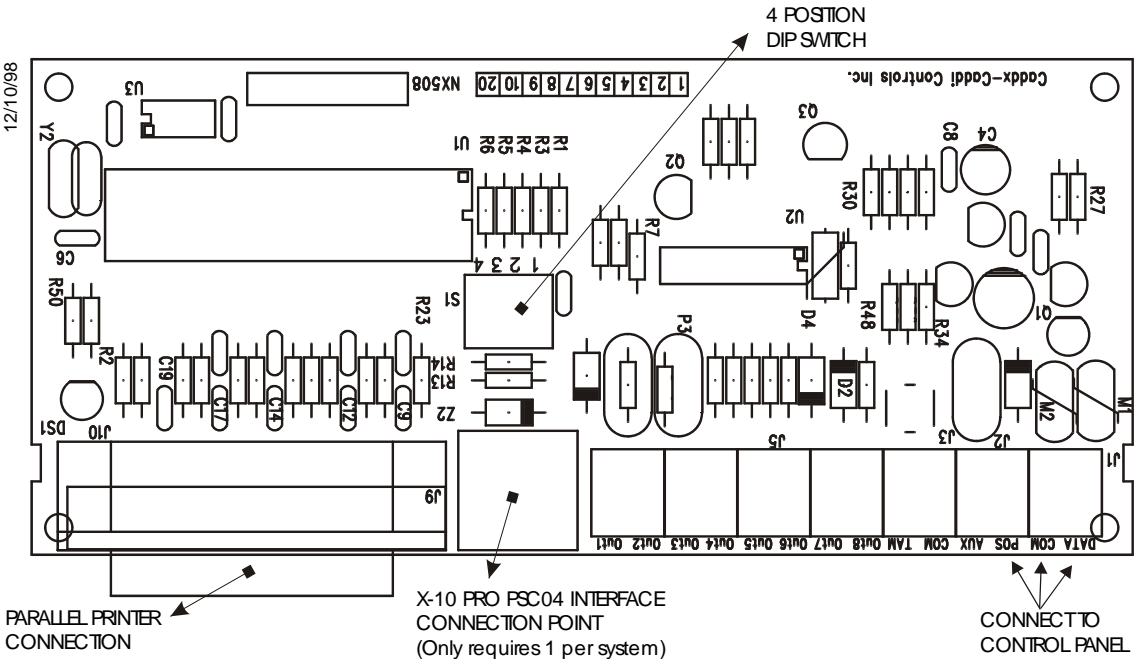 4 POSITION
DIP SWITCH
12/10/98
U3
NX508
20 10 9 8 7 6 5 4 3 2 1
Caddx-Caddi Controls Inc.
Y2
U1
R6
R5
R4
R3
R1
Q2
Q3
C8
C4
R30
R27
U2
R7
C6
4 3 2 1
S1
R50
R2
C19
C17
C14
C12
C9
R23
R14
R13
Z2
P3
D4
R48
R34
Q1
D2
DS1
J10
J9
J5
J3
J2
M2
M1
J1
Out1 Out2 Out3 Out4 Out5 Out6 Out7 Out8 TAM COM AUX POS COM DATA
PARALLEL PRINTER
CONNECTION
X-10 PRO PSC04 INTERFACE
CONNECTION POINT
(Only requires 1 per system)
CONNECT TO
CONTROL PANEL